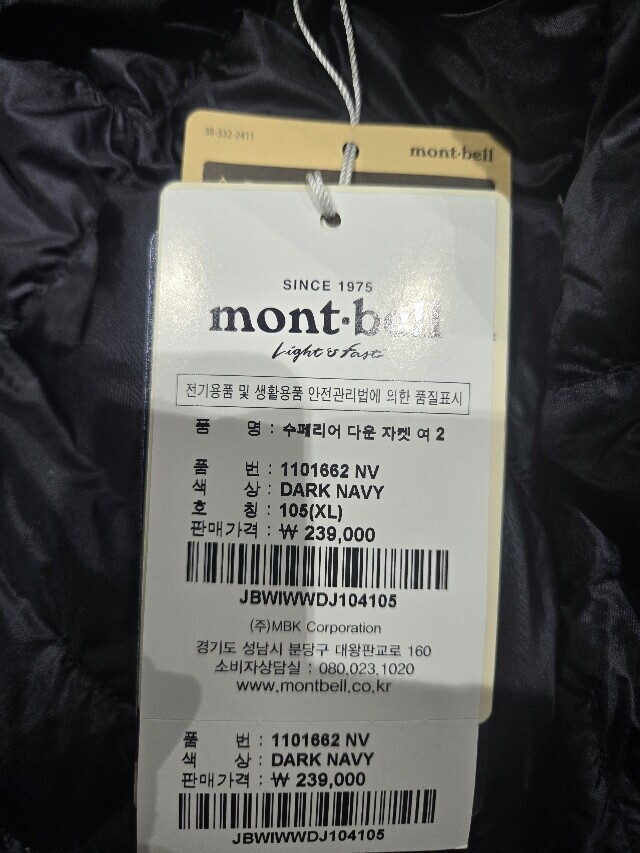 38-332-2411
mont-bell
SINCE 1975
mont-bell
Light & Fast
전기용품 및 생활용품 안전관리법에 의한 품질표시
품 명 : 수페리어 다운 자켓 여 2
품 번 : 1101662 NV
색 상 : DARK NAVY
호 칭 : 105(XL)
판매가격 : ₩ 239,000
JBWIWWDJ104105
(주)MBK Corporation
경기도 성남시 분당구 대왕판교로 160
소비자상담실 : 080.023.1020
www.montbell.co.kr
품 번 : 1101662 NV
색 상 : DARK NAVY
판매가격 : ₩ 239,000
JBWIWWDJ104105